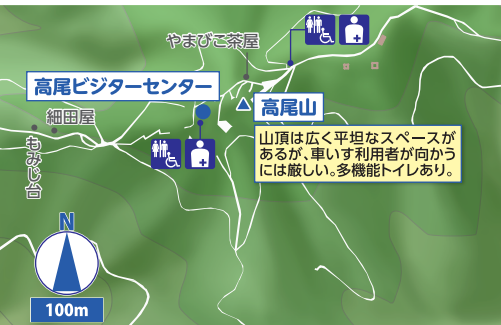 やまびこ茶屋
高尾ビジターセンター
高尾山
細田屋
もみじ台
山頂は広く平坦なスペースが
あるが、車いす利用者が向かう
には厳しい。多機能トイレあり。
N
100m